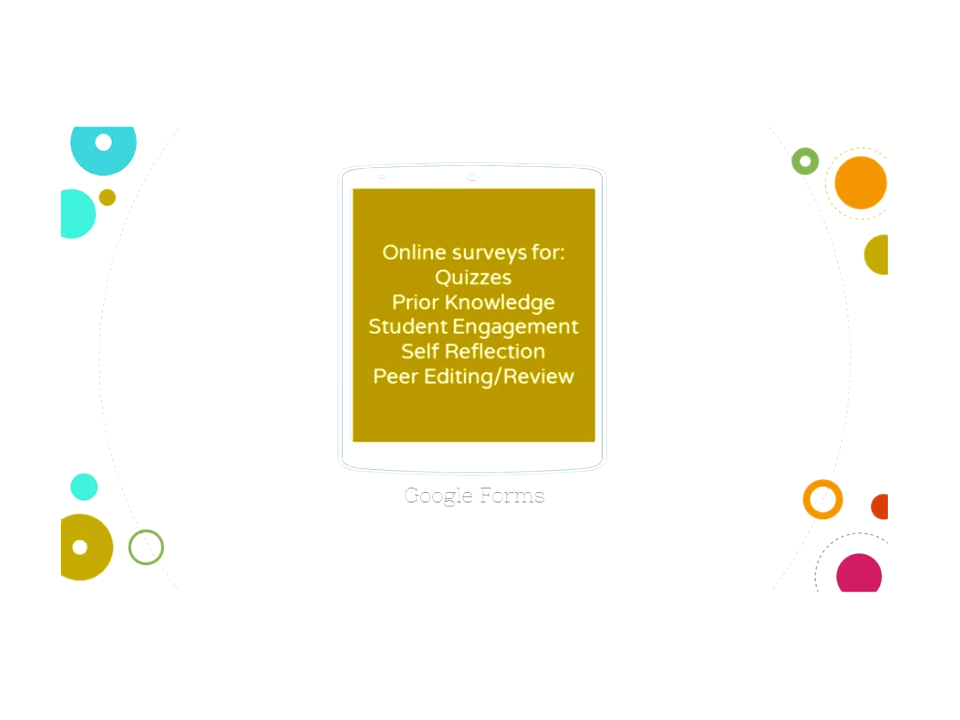 Online surveys for:
Quizzes
Prior Knowledge
Student Engagement
Self Reflection
Peer Editing/Review
Google Forms